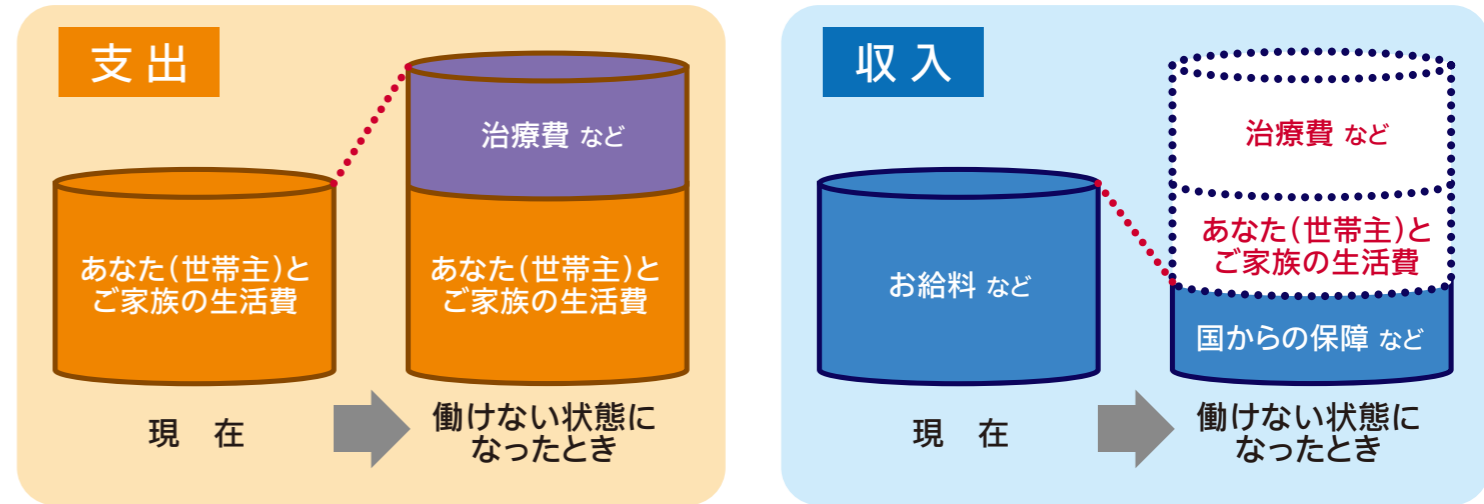 支出
治療費 など
あなた(世帯主)と
ご家族の生活費
あなた(世帯主)と
ご家族の生活費
現 在
働けない状態に
なったとき
収入
治療費 など
あなた(世帯主)と
ご家族の生活費
お給料 など
国からの保障 など
現 在
働けない状態に
なったとき